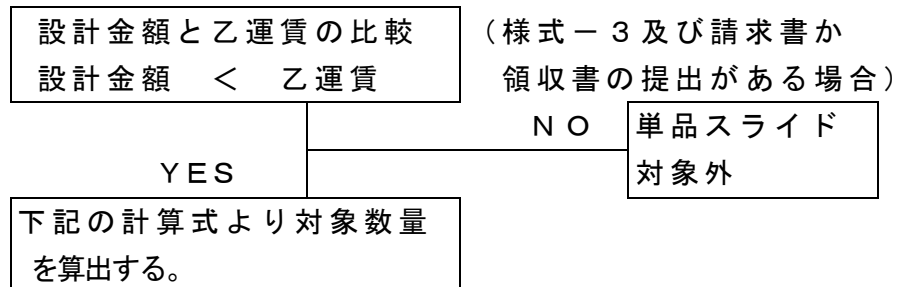 設計金額と乙運賃の比較
(様式－３及び請求書か
設計金額　＜　乙運賃
領収書の提出がある場合)
ＮＯ
単品スライド
対象外
ＹＥＳ
下記の計算式より対象数量
を算出する。